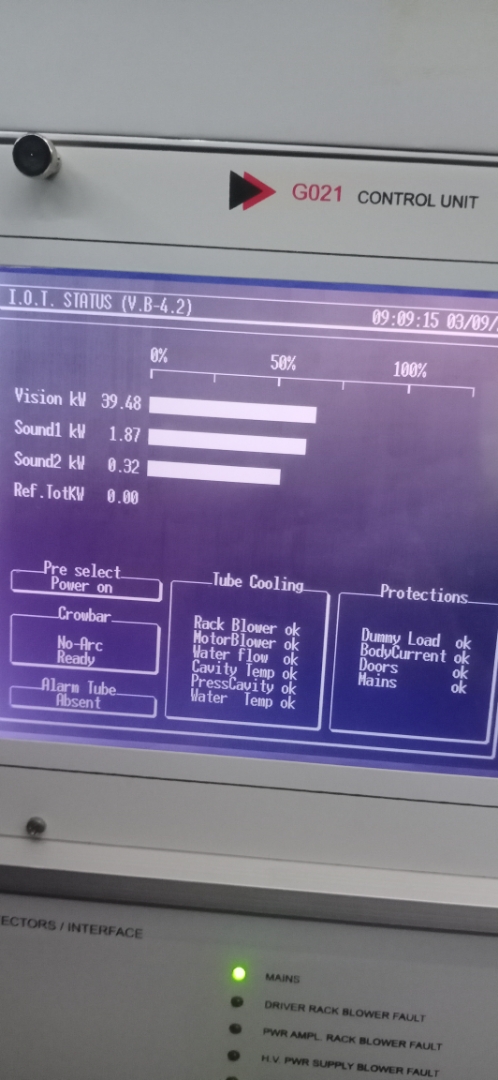 G021 CONTROL UNIT
I.O.T. STATUS (V.B-4.2) 09:09:15 03/09/
0% 50% 100%
Vision kW 39.48
Sound1 kW 1.87
Sound2 kW 0.32
Ref.TotKW 0.00
Pre select
Power on
Crowbar
No-Arc
Ready
Alarm Tube
Absent
Tube Cooling
Rack Blower ok
MotorBlower ok
Water flow ok
Cavity Temp ok
PressCavity ok
Water Temp ok
Protections
Dummy Load ok
BodyCurrent ok
Doors ok
Mains ok
ECTORS / INTERFACE
MAINS
DRIVER RACK BLOWER FAULT
PWR AMPL. RACK BLOWER FAULT
H.V. PWR SUPPLY BLOWER FAULT